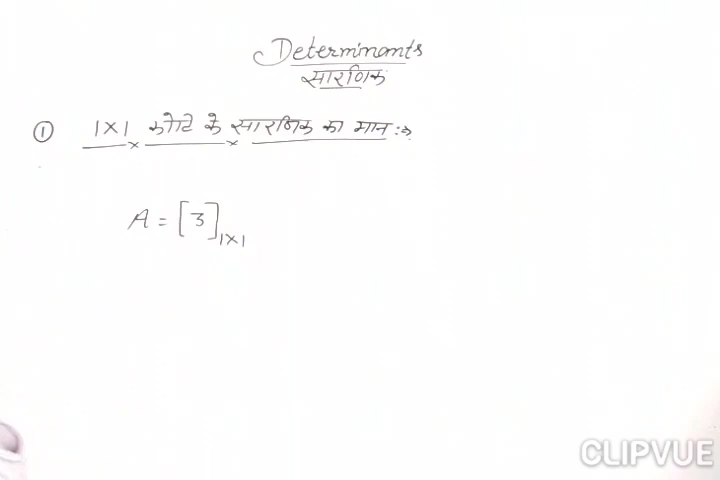 Determinants
सारणिक
① 1×1 कोटि के सारणिक का मान :→
A = [3]1×1
CLIPVUE